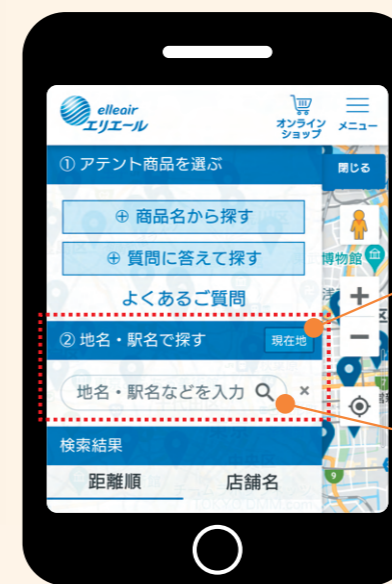 elleair
エリエール
オンライン
ショップ
メニュー
① アテント商品を選ぶ
閉じる
⊕ 商品名から探す
⊕ 質問に答えて探す
博物館
よくあるご質問
② 地名・駅名で探す
現在地
地名・駅名などを入力
×
検索結果
距離順
店舗名